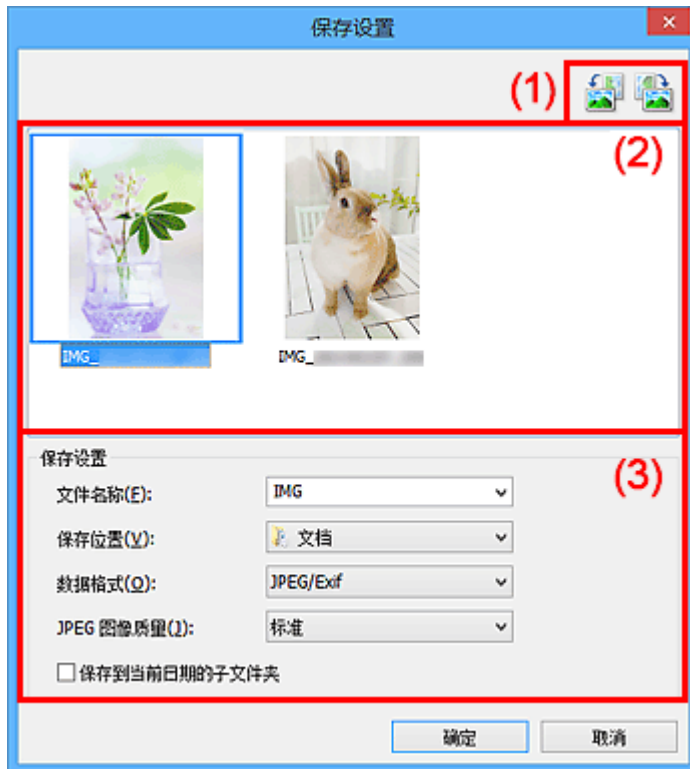 保存设置
(1)
(2)
IMG_
IMG_
保存设置
(3)
文件名称(F):
IMG
保存位置(V):
文档
数据格式(O):
JPEG/Exif
JPEG 图像质量(J):
标准
保存到当前日期的子文件夹
确定
取消